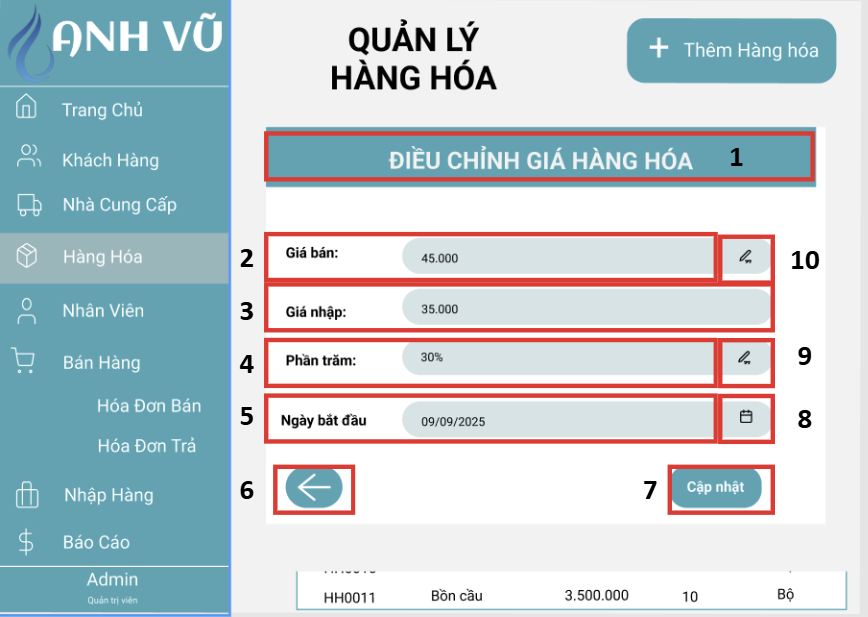 ANH VŨ
Trang Chủ
Khách Hàng
Nhà Cung Cấp
Hàng Hóa
Nhân Viên
Bán Hàng
Hóa Đơn Bán
Hóa Đơn Trả
Nhập Hàng
Báo Cáo
Admin
Quản trị viên
QUẢN LÝ
HÀNG HÓA
+ Thêm Hàng hóa
ĐIỀU CHỈNH GIÁ HÀNG HÓA 1
2 Giá bán: 45.000 10
3 Giá nhập: 35.000
4 Phần trăm: 30% 9
5 Ngày bắt đầu 09/09/2025 8
6 7 Cập nhật
HH0011 Bồn cầu 3.500.000 10 Bộ